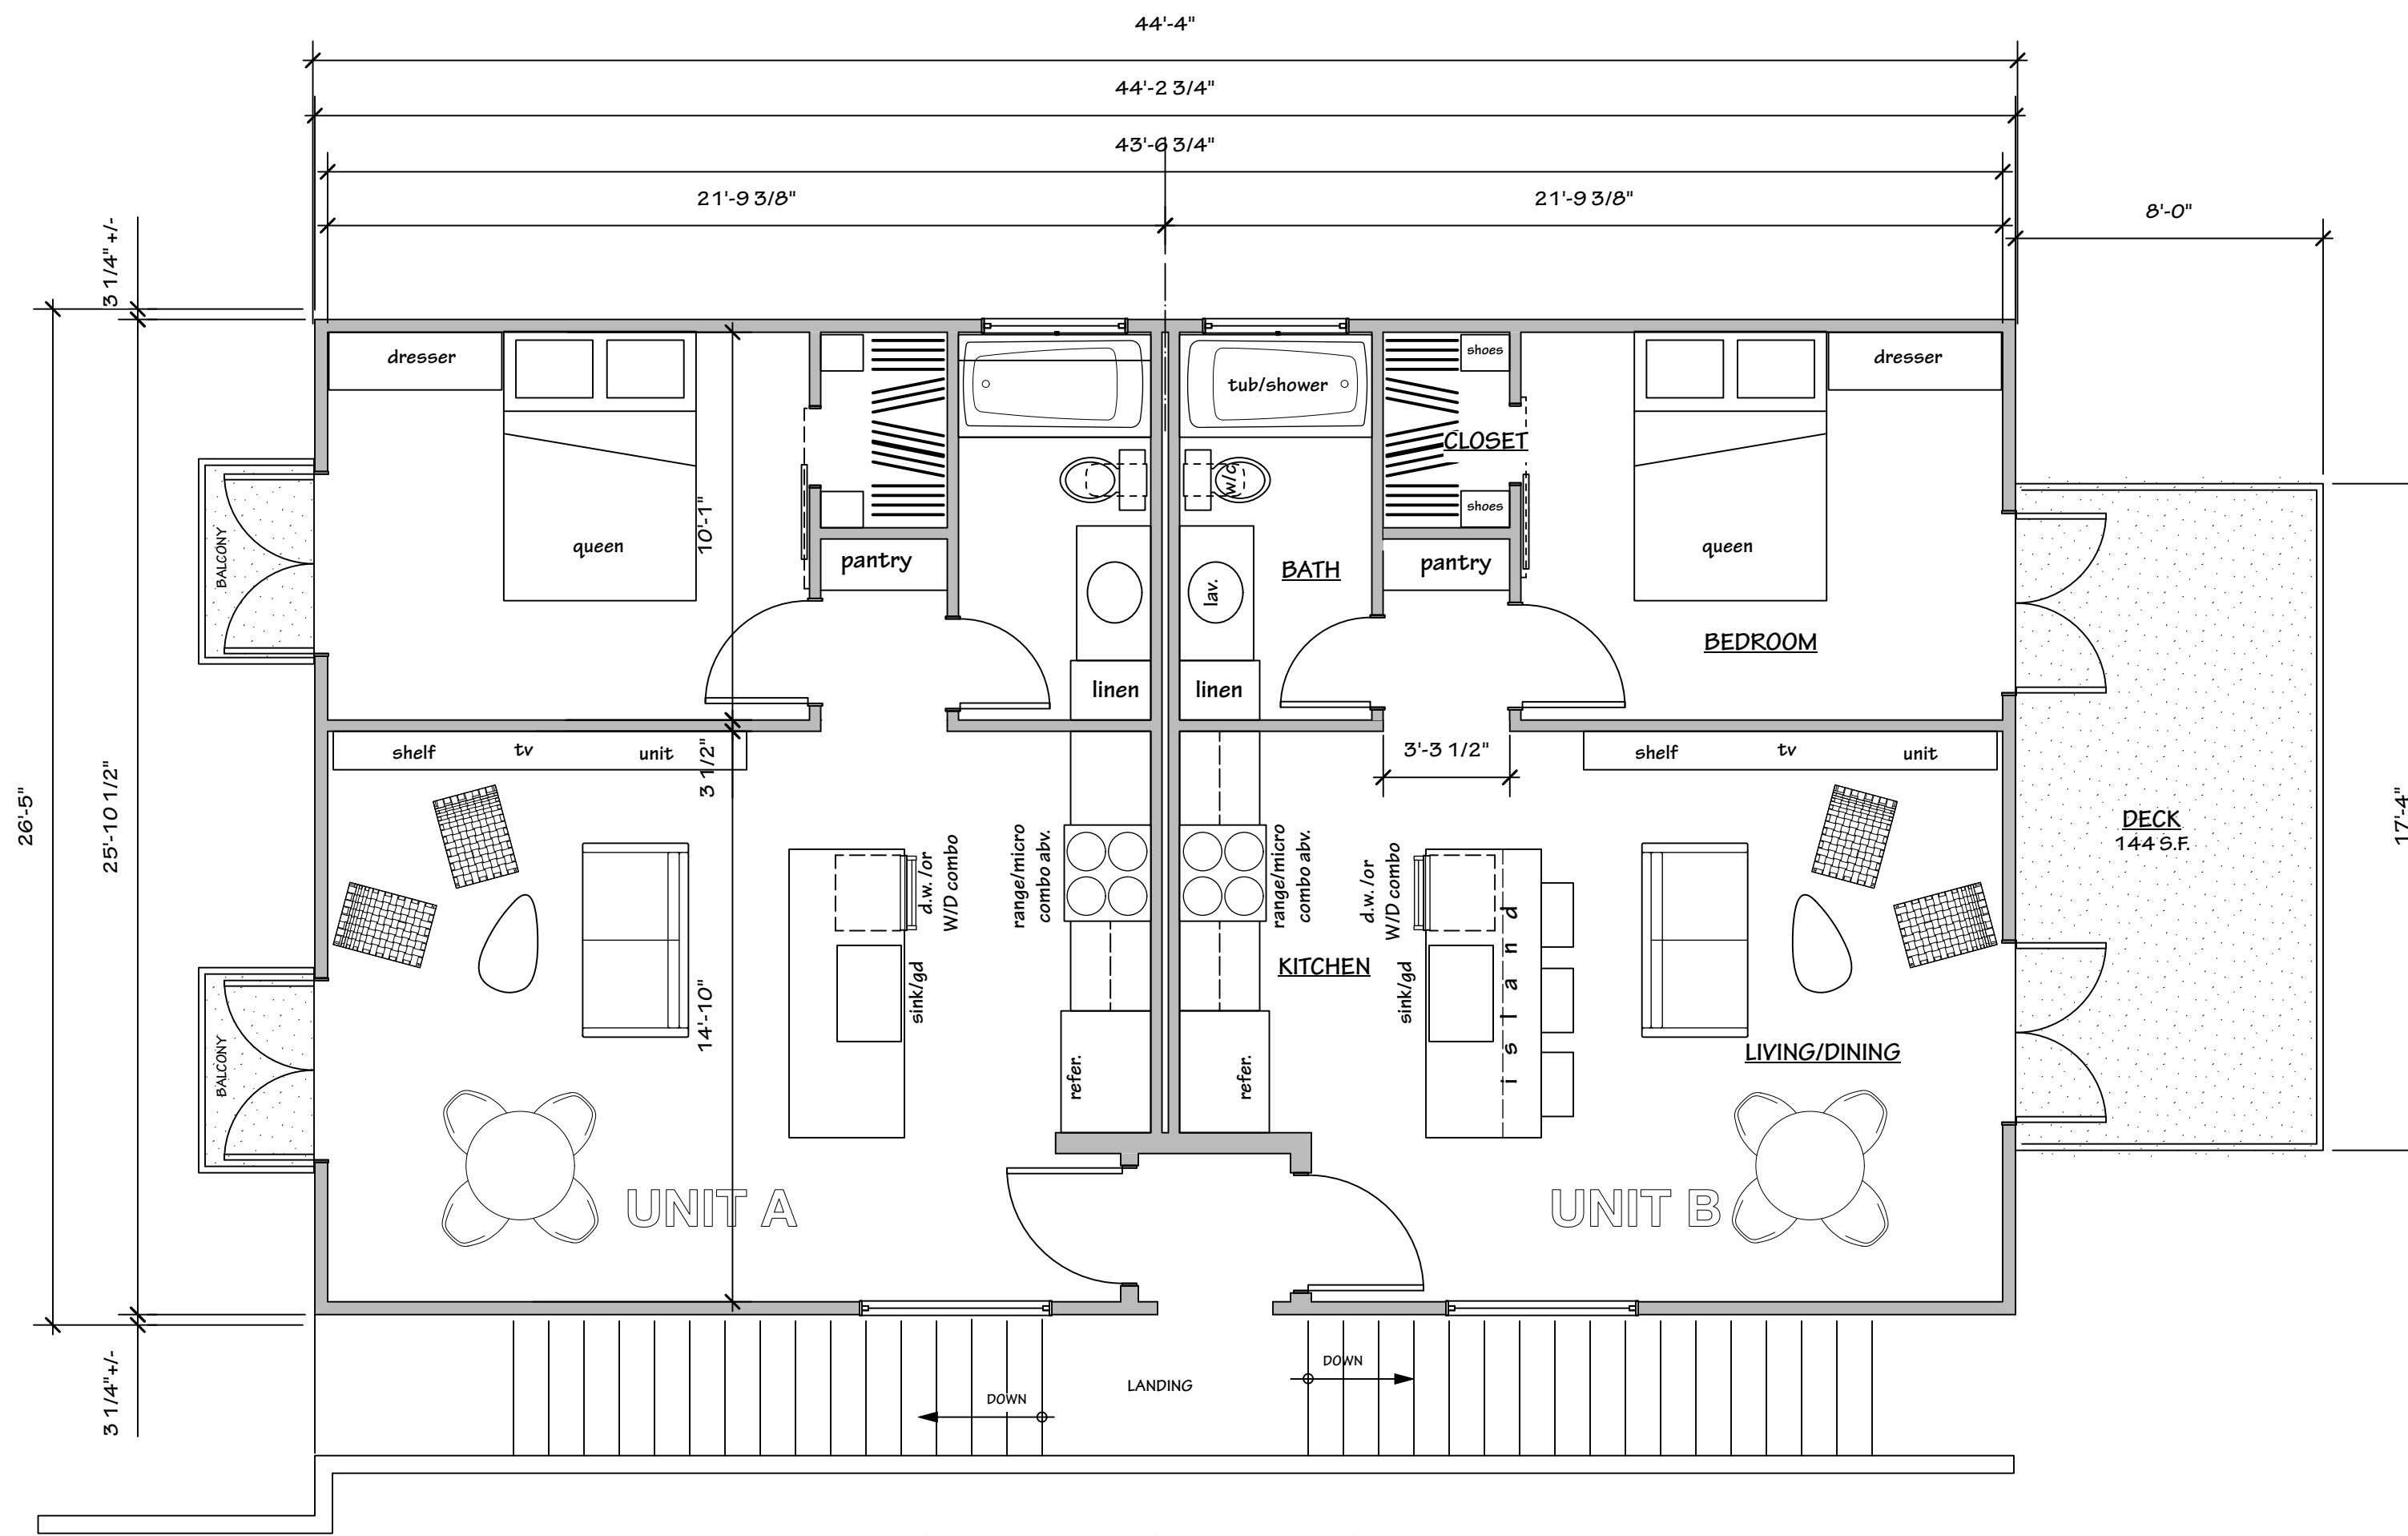 44'-4"
44'-2 3/4"
43'-6 3/4"
21'-9 3/8"
21'-9 3/8"
8'-0"
3 1/4" +/-
dresser
shoes
dresser
tub/shower
CLOSET
w/c
shoes
10'-1"
queen
queen
BALCONY
pantry
pantry
BATH
lav.
BEDROOM
linen
linen
shelf tv unit
3'-3 1/2"
shelf tv unit
3 1/2"
26'-5"
25'-10 1/2"
17'-4"
DECK
144 S.F.
d.w. /or
W/D combo
range/micro
combo abv.
range/micro
combo abv.
d.w. /or
W/D combo
island
KITCHEN
sink/gd
sink/gd
14'-10"
BALCONY
LIVING/DINING
refer.
refer.
UNIT A
UNIT B
DOWN
LANDING
DOWN
3 1/4"+/-